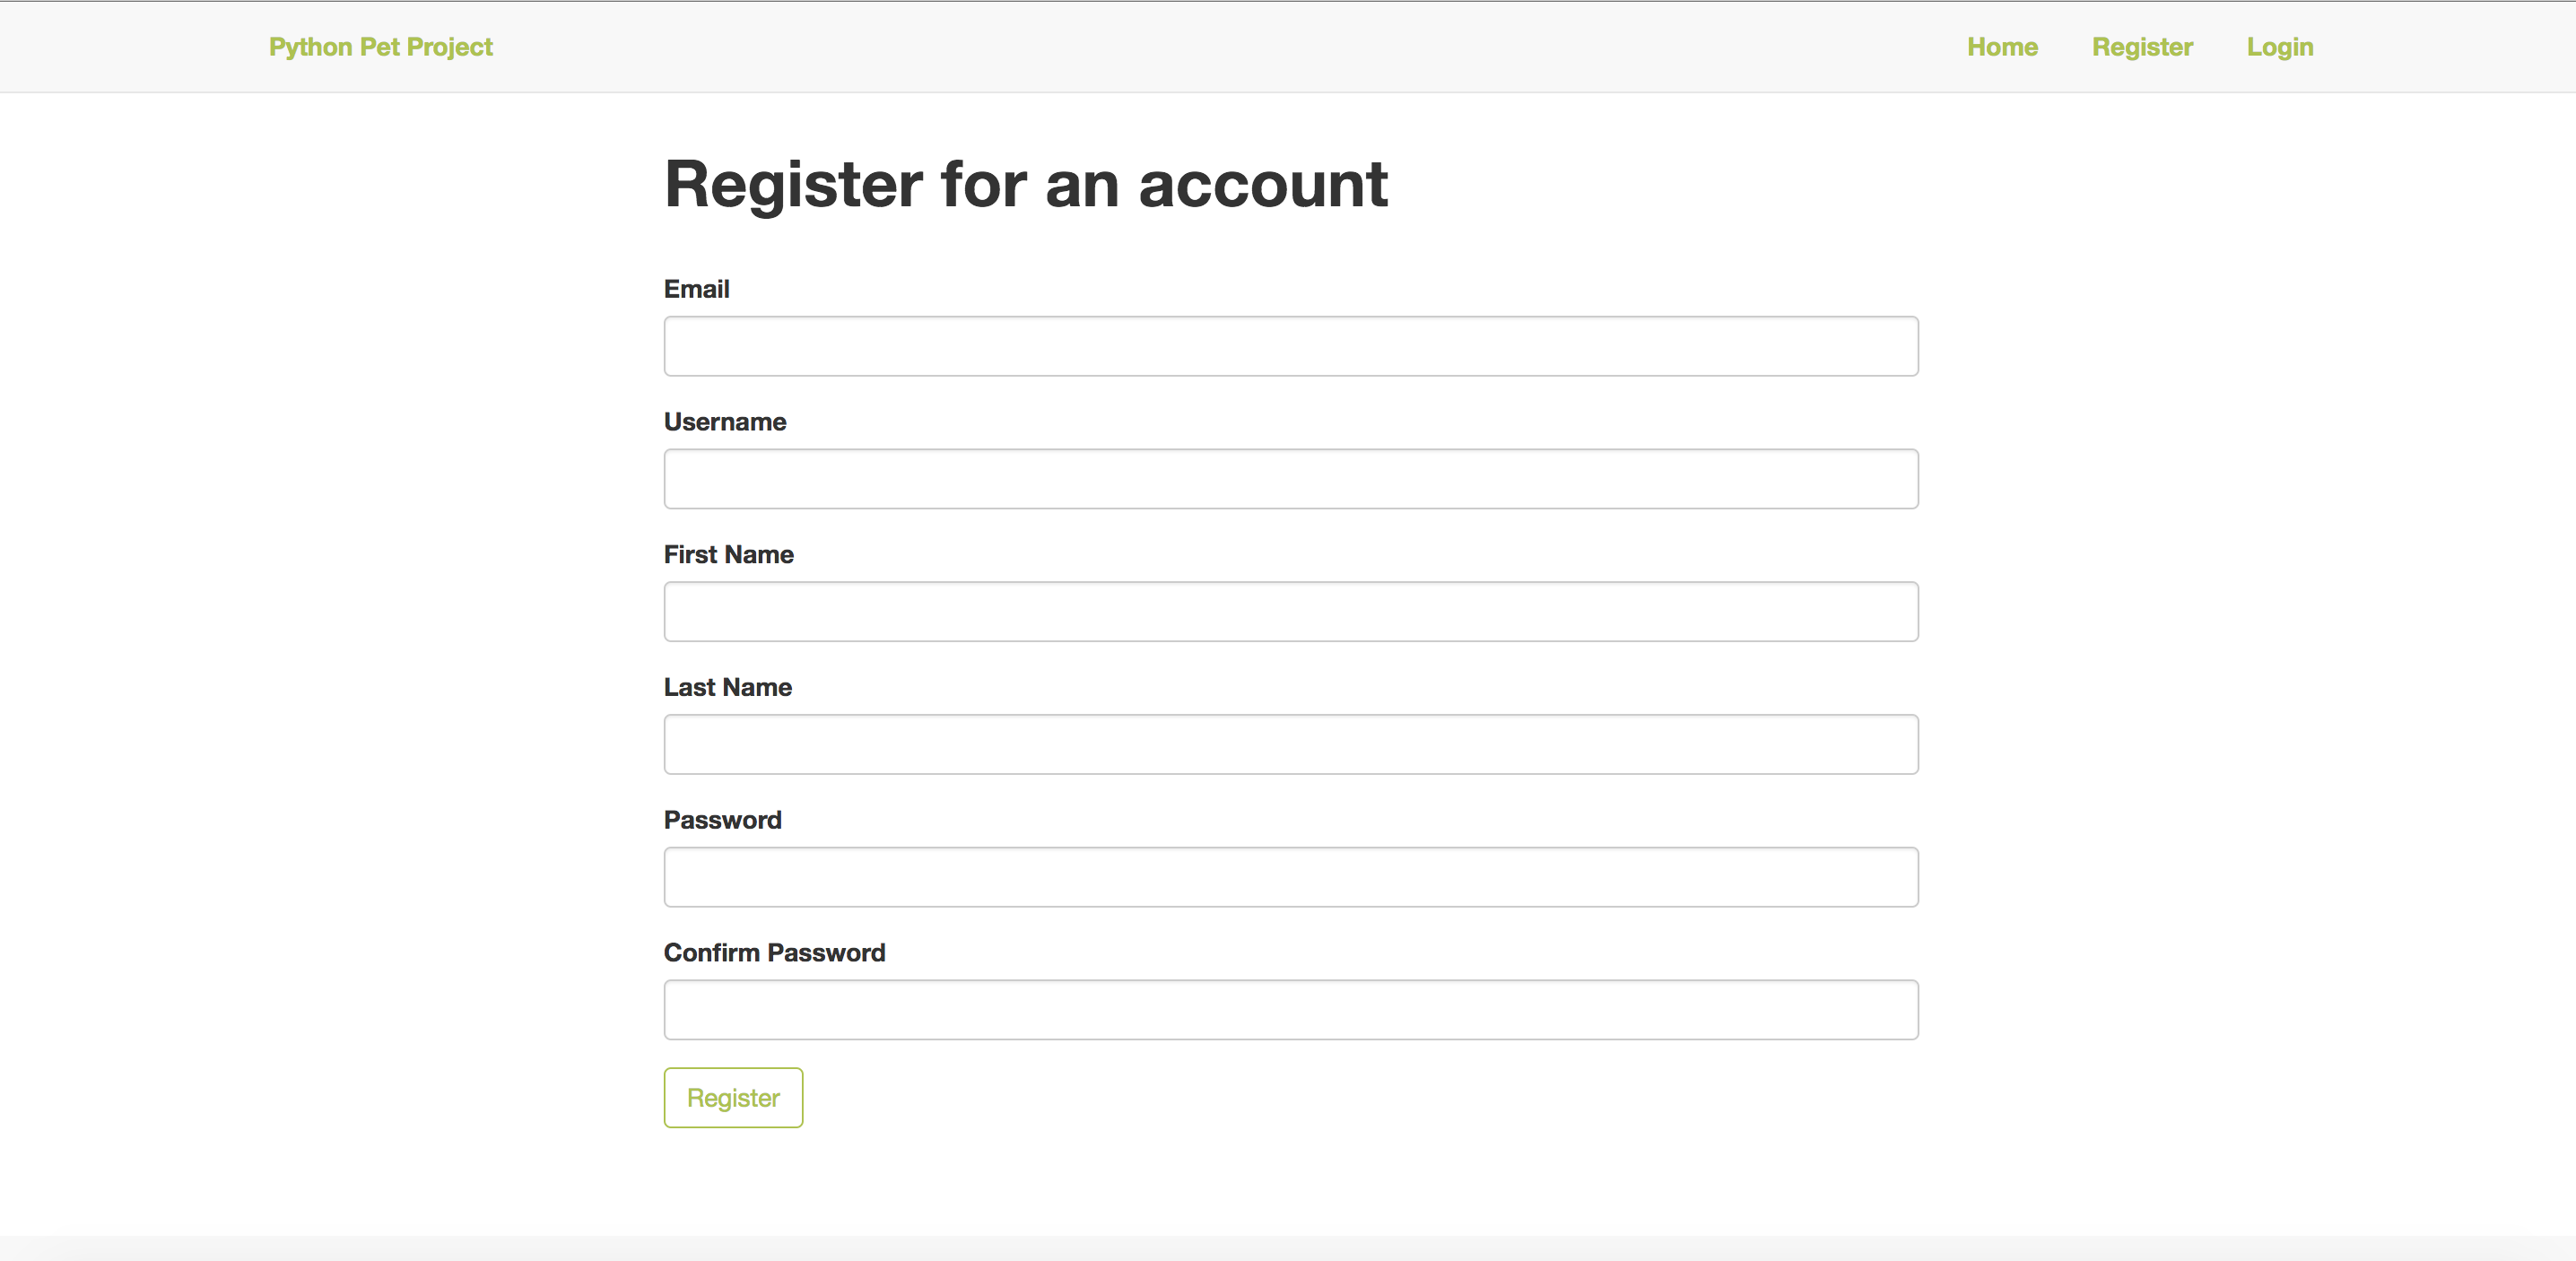 Python Pet Project Home Register Login
Register for an account
Email
Username
First Name
Last Name
Password
Confirm Password
Register